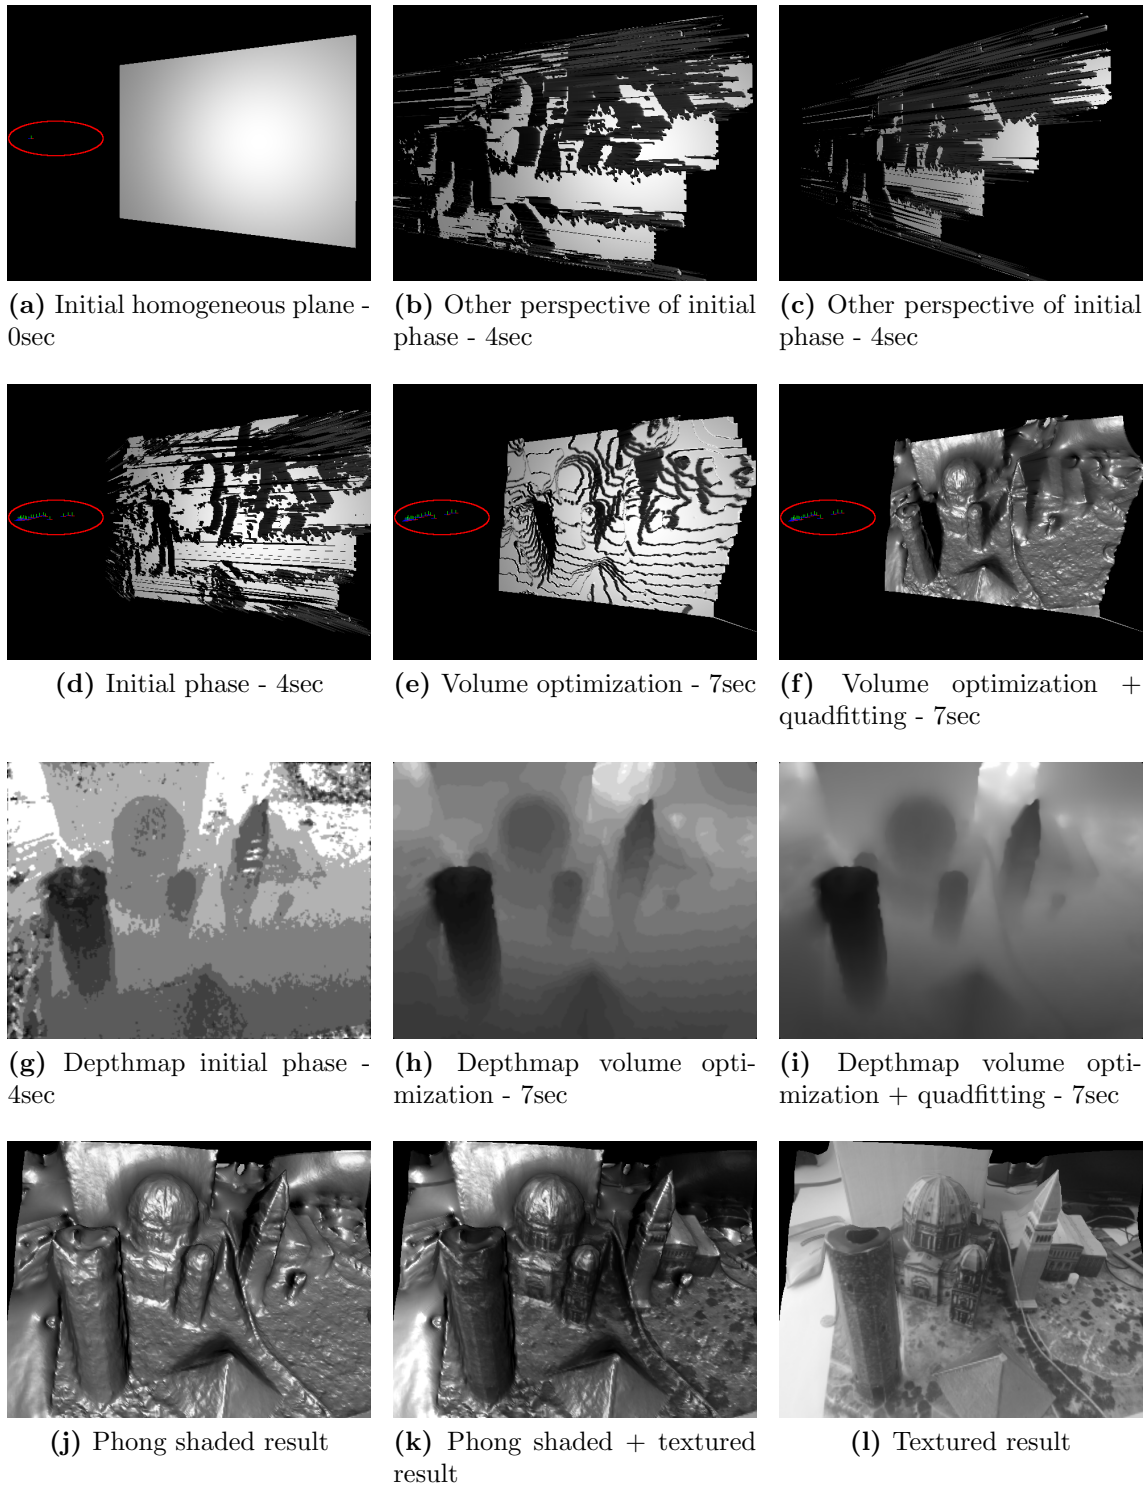 (a) Initial homogeneous plane -
0sec
(b) Other perspective of initial
phase - 4sec
(c) Other perspective of initial
phase - 4sec
(d) Initial phase - 4sec
(e) Volume optimization - 7sec
(f) Volume optimization +
quadfitting - 7sec
(g) Depthmap initial phase -
4sec
(h) Depthmap volume opti-
mization - 7sec
(i) Depthmap volume opti-
mization + quadfitting - 7sec
(j) Phong shaded result
(k) Phong shaded + textured
result
(l) Textured result